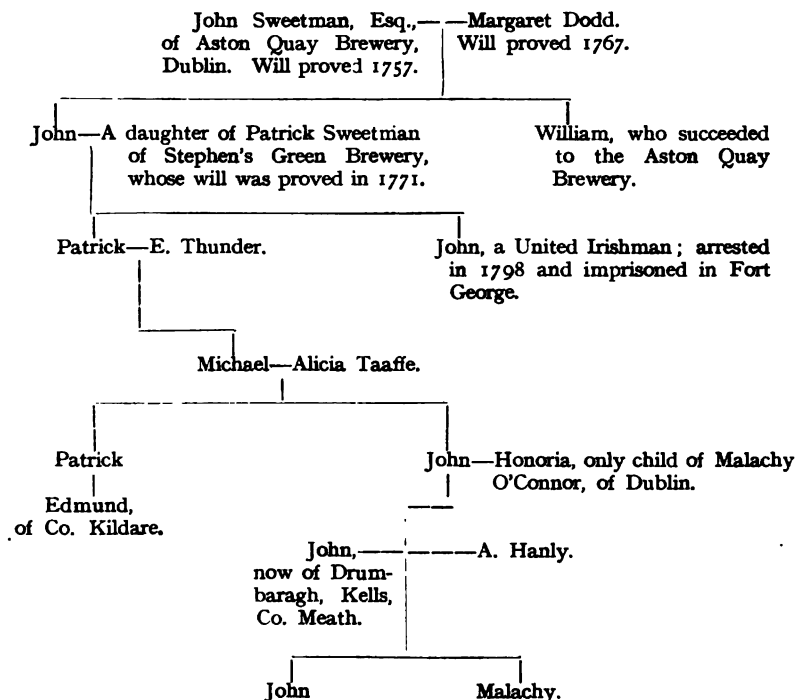 John Sweetman, Esq.,— —Margaret Dodd.
of Aston Quay Brewery, Will proved 1767.
Dublin. Will proved 1757.
John—A daughter of Patrick Sweetman
of Stephen's Green Brewery,
whose will was proved in 1771.
William, who succeeded
to the Aston Quay
Brewery.
Patrick—E. Thunder.
John, a United Irishman; arrested
in 1798 and imprisoned in Fort
George.
Michael—Alicia Taaffe.
Patrick
Edmund,
of Co. Kildare.
John—Honoria, only child of Malachy
O'Connor, of Dublin.
John,—— ———A. Hanly.
now of Drum-
baragh, Kells,
Co. Meath.
John Malachy.